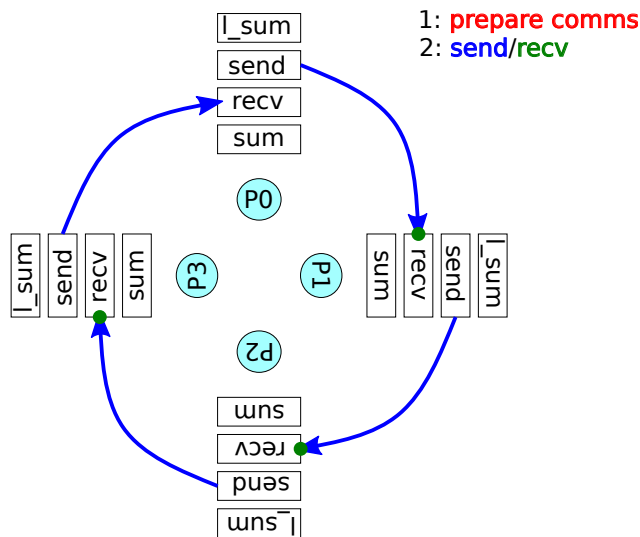 l_sum
send
recv
sum
1: prepare comms
2: send/recv
P0
l_sum
send
recv
sum
P3
P1
sum
recv
send
l_sum
P2
sum
recv
send
l_sum